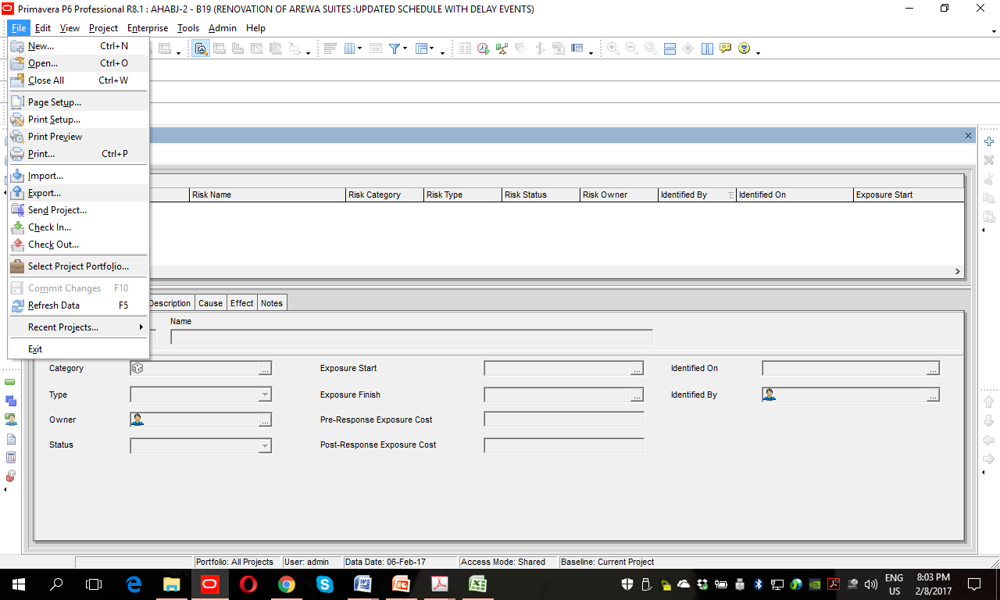 Primavera P6 Professional R8.1 : AHABJ-2 - B19 (RENOVATION OF AREWA SUITES :UPDATED SCHEDULE WITH DELAY EVENTS)
File Edit View Project Enterprise Tools Admin Help
New... Ctrl+N
Open... Ctrl+O
Close All Ctrl+W
Page Setup...
Print Setup...
Print Preview
Print... Ctrl+P
Import...
Export...
Send Project...
Check In...
Check Out...
Select Project Portfolio...
Commit Changes F10
Refresh Data F5
Recent Projects...
Exit
Risk Name Risk Category Risk Type Risk Status Risk Owner Identified By Identified On Exposure Start
Description Cause Effect Notes
Name
Category Exposure Start Identified On
Type Exposure Finish Identified By
Owner Pre-Response Exposure Cost
Status Post-Response Exposure Cost
Portfolio: All Projects User: admin Data Date: 06-Feb-17 Access Mode: Shared Baseline: Current Project
ENG 8:03 PM
US 2/8/2017